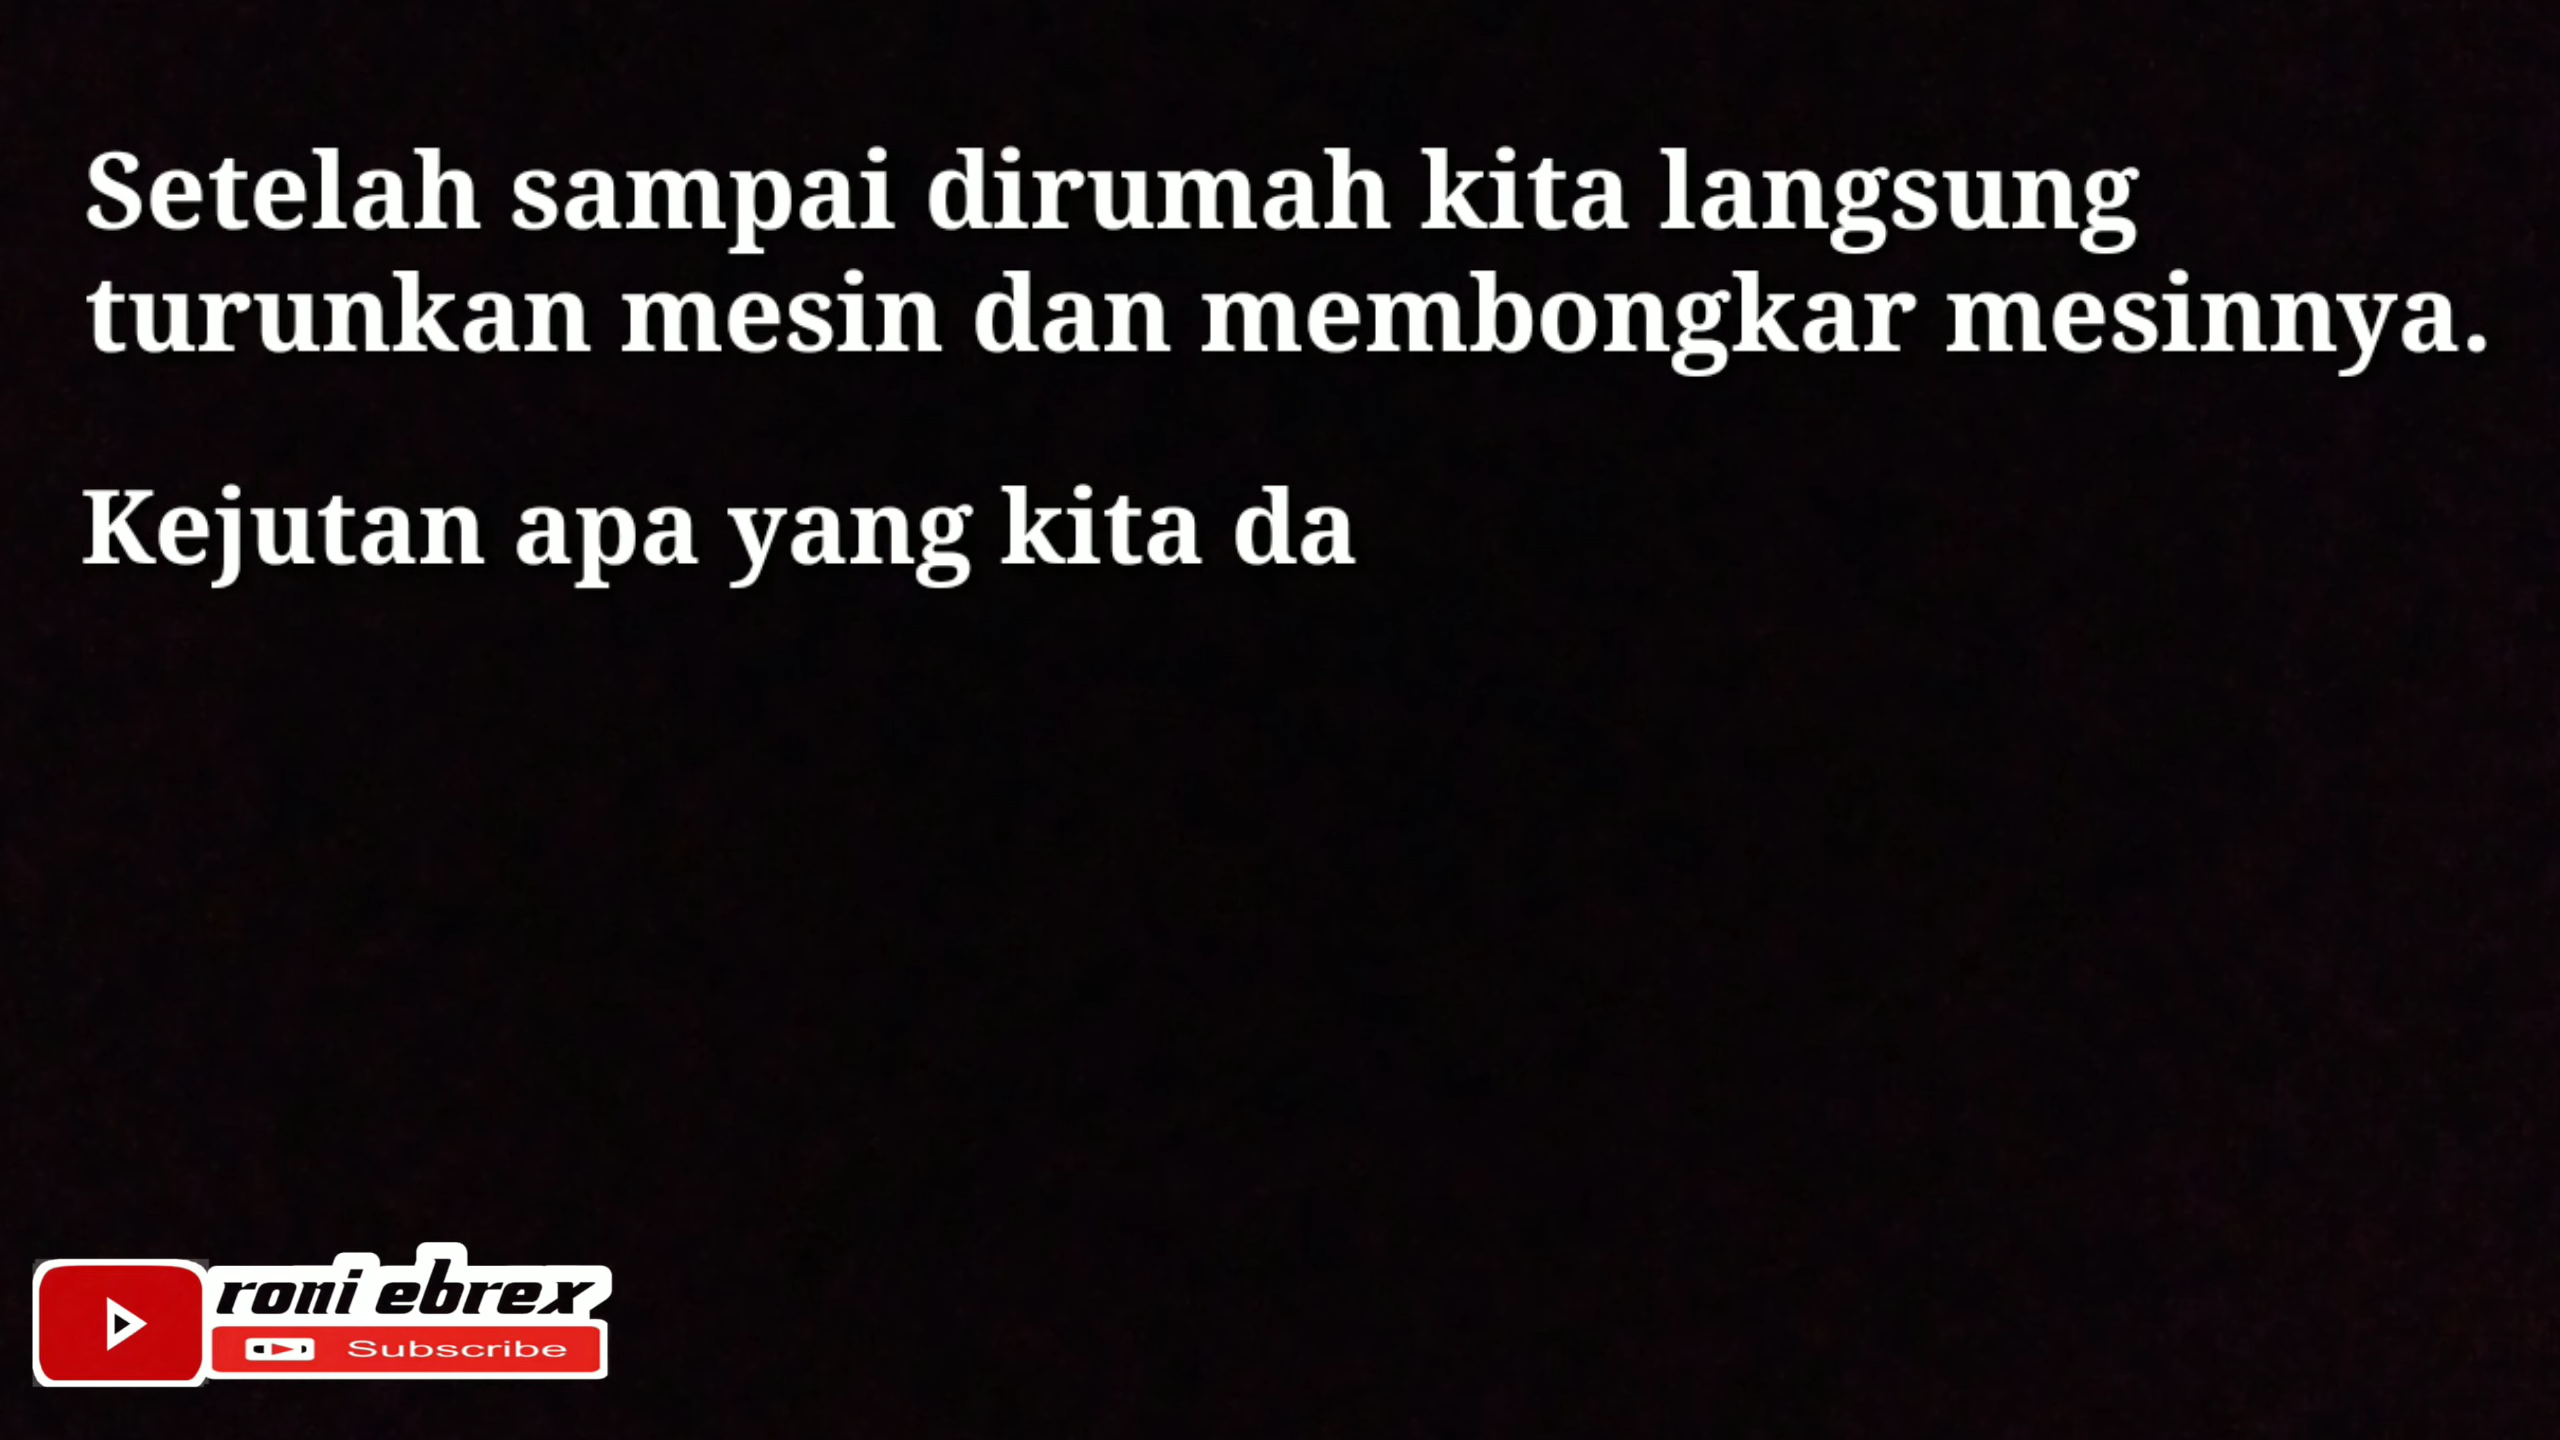 Setelah sampai dirumah kita langsung
turunkan mesin dan membongkar mesinnya.
Kejutan apa yang kita da
roni ebrex
Subscribe